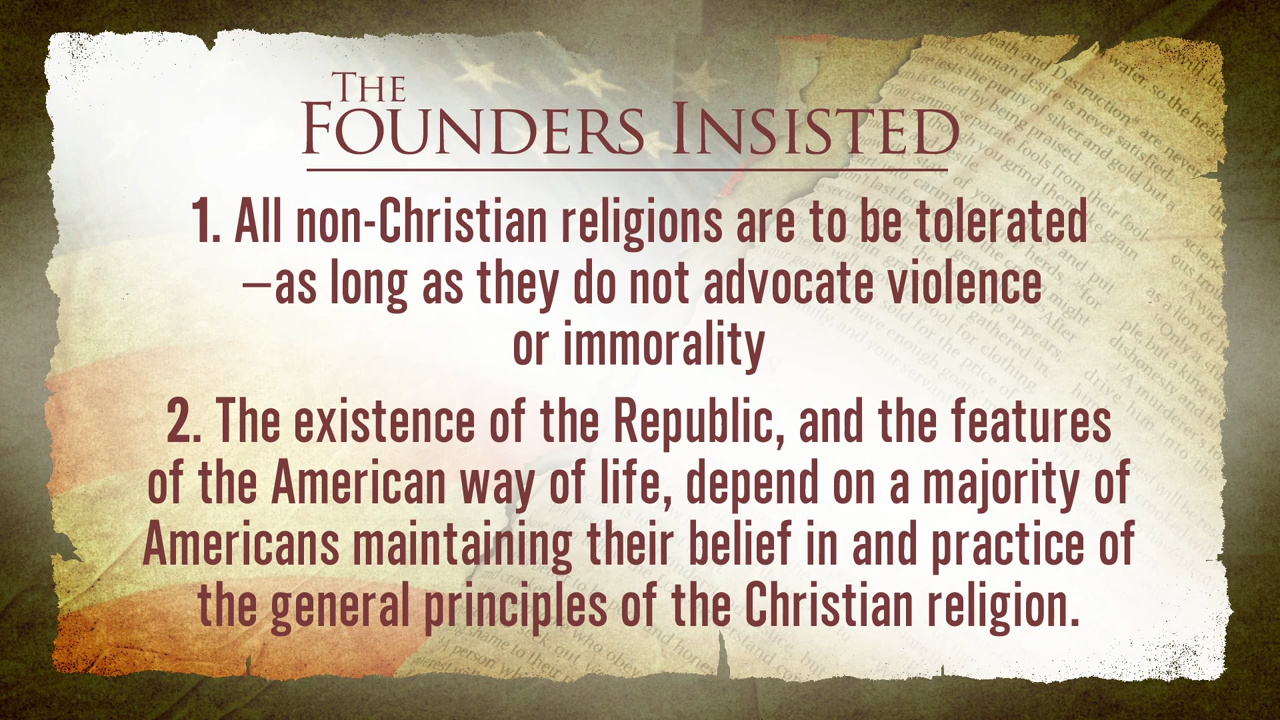 THE
FOUNDERS INSISTED
1. All non-Christian religions are to be tolerated
–as long as they do not advocate violence
or immorality
2. The existence of the Republic, and the features
of the American way of life, depend on a majority of
Americans maintaining their belief in and practice of
the general principles of the Christian religion.